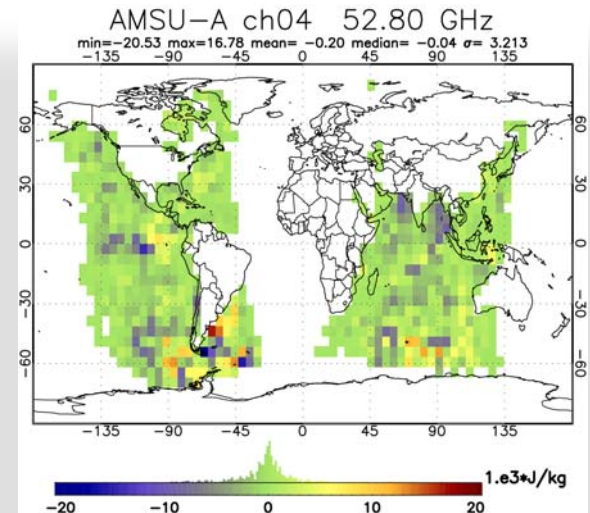 AMSU-A ch04 52.80 GHz
min=-20.53 max=16.78 mean= -0.20 median= -0.04 σ= 3.213
-135 -90 -45 0 45 90 135
60 60
30 30
0 0
-30 -30
-60 -60
-135 -90 -45 0 45 90 135
1.e3*J/kg
-20 -10 0 10 20